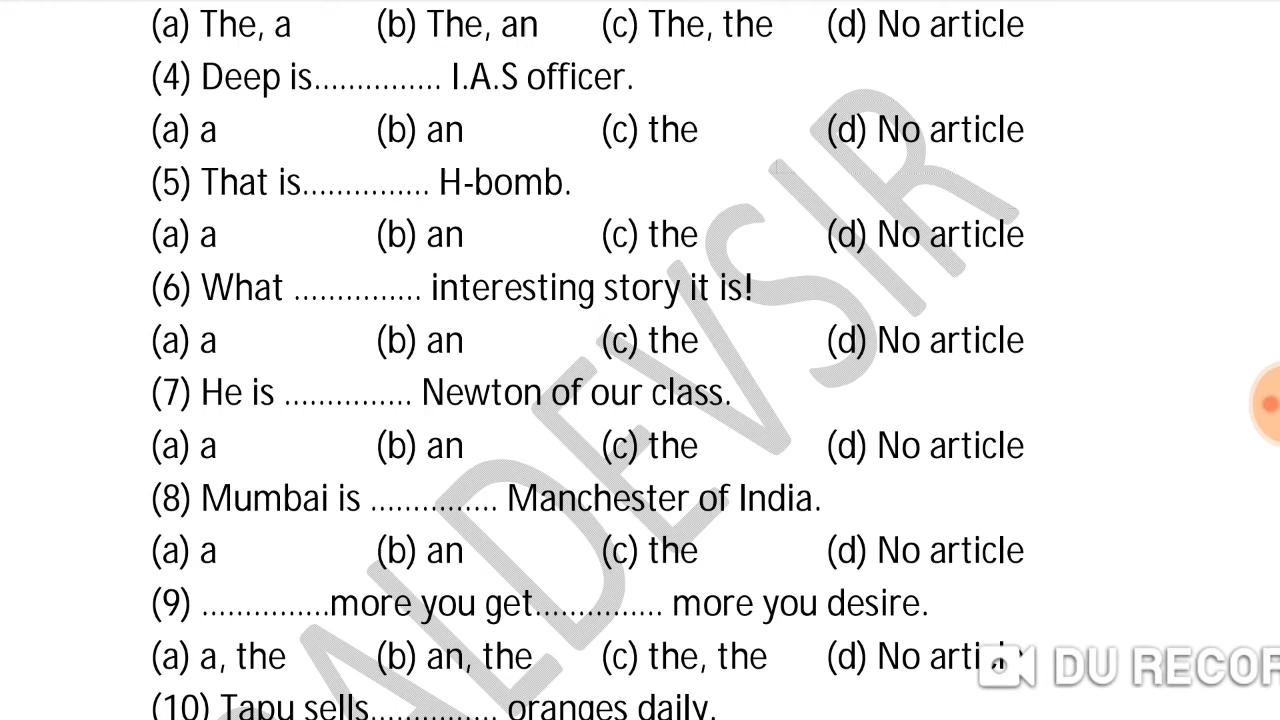 (a) The, a (b) The, an (c) The, the (d) No article
(4) Deep is............... I.A.S officer.
(a) a (b) an (c) the (d) No article
(5) That is............... H-bomb.
(a) a (b) an (c) the (d) No article
(6) What ............... interesting story it is!
(a) a (b) an (c) the (d) No article
(7) He is ............... Newton of our class.
(a) a (b) an (c) the (d) No article
(8) Mumbai is ............... Manchester of India.
(a) a (b) an (c) the (d) No article
(9) ...............more you get............... more you desire.
(a) a, the (b) an, the (c) the, the (d) No article
DU RECOR
(10) Tapu sells............... oranges daily.
ALDEVSIR